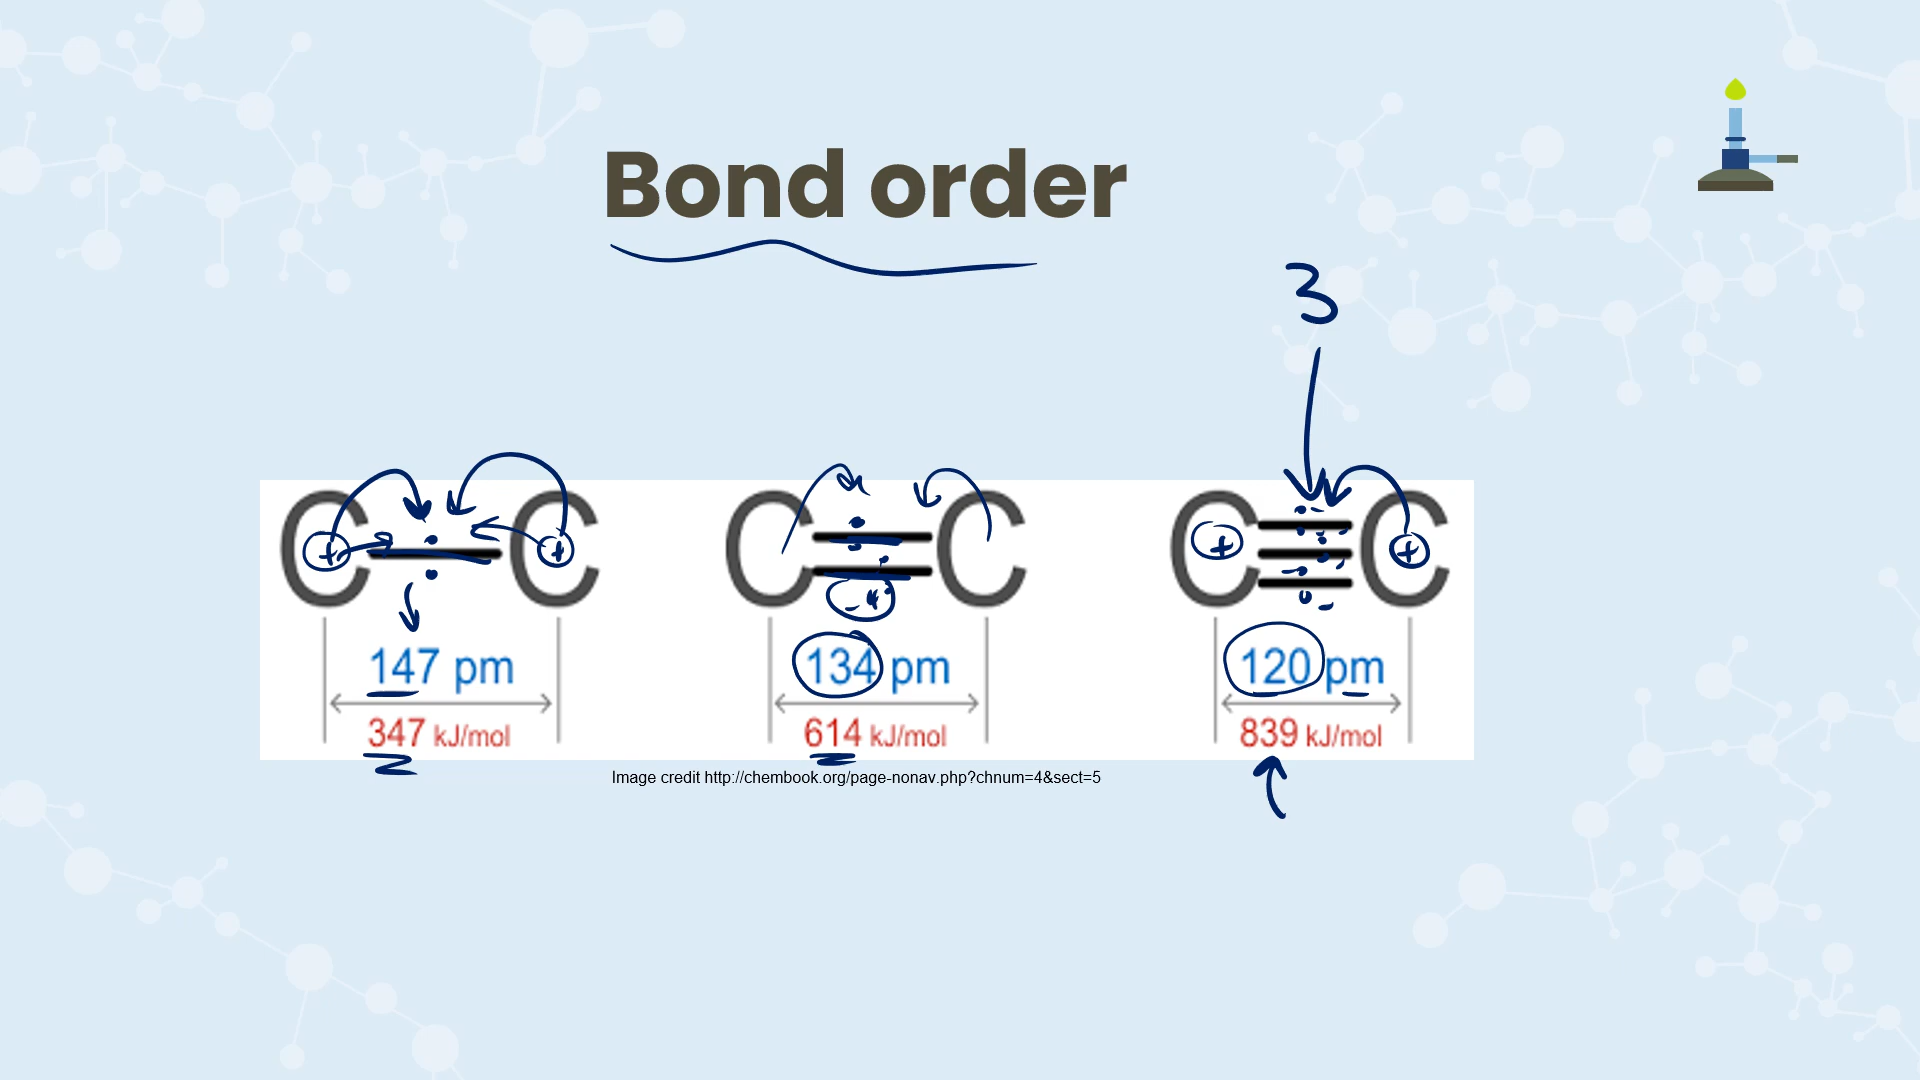 Bond order
3
C C
C C
C C
+ +
+ +
147 pm
134 pm
120 pm
347 kJ/mol
614 kJ/mol
839 kJ/mol
Image credit http://chembook.org/page-nonav.php?chnum=4&sect=5